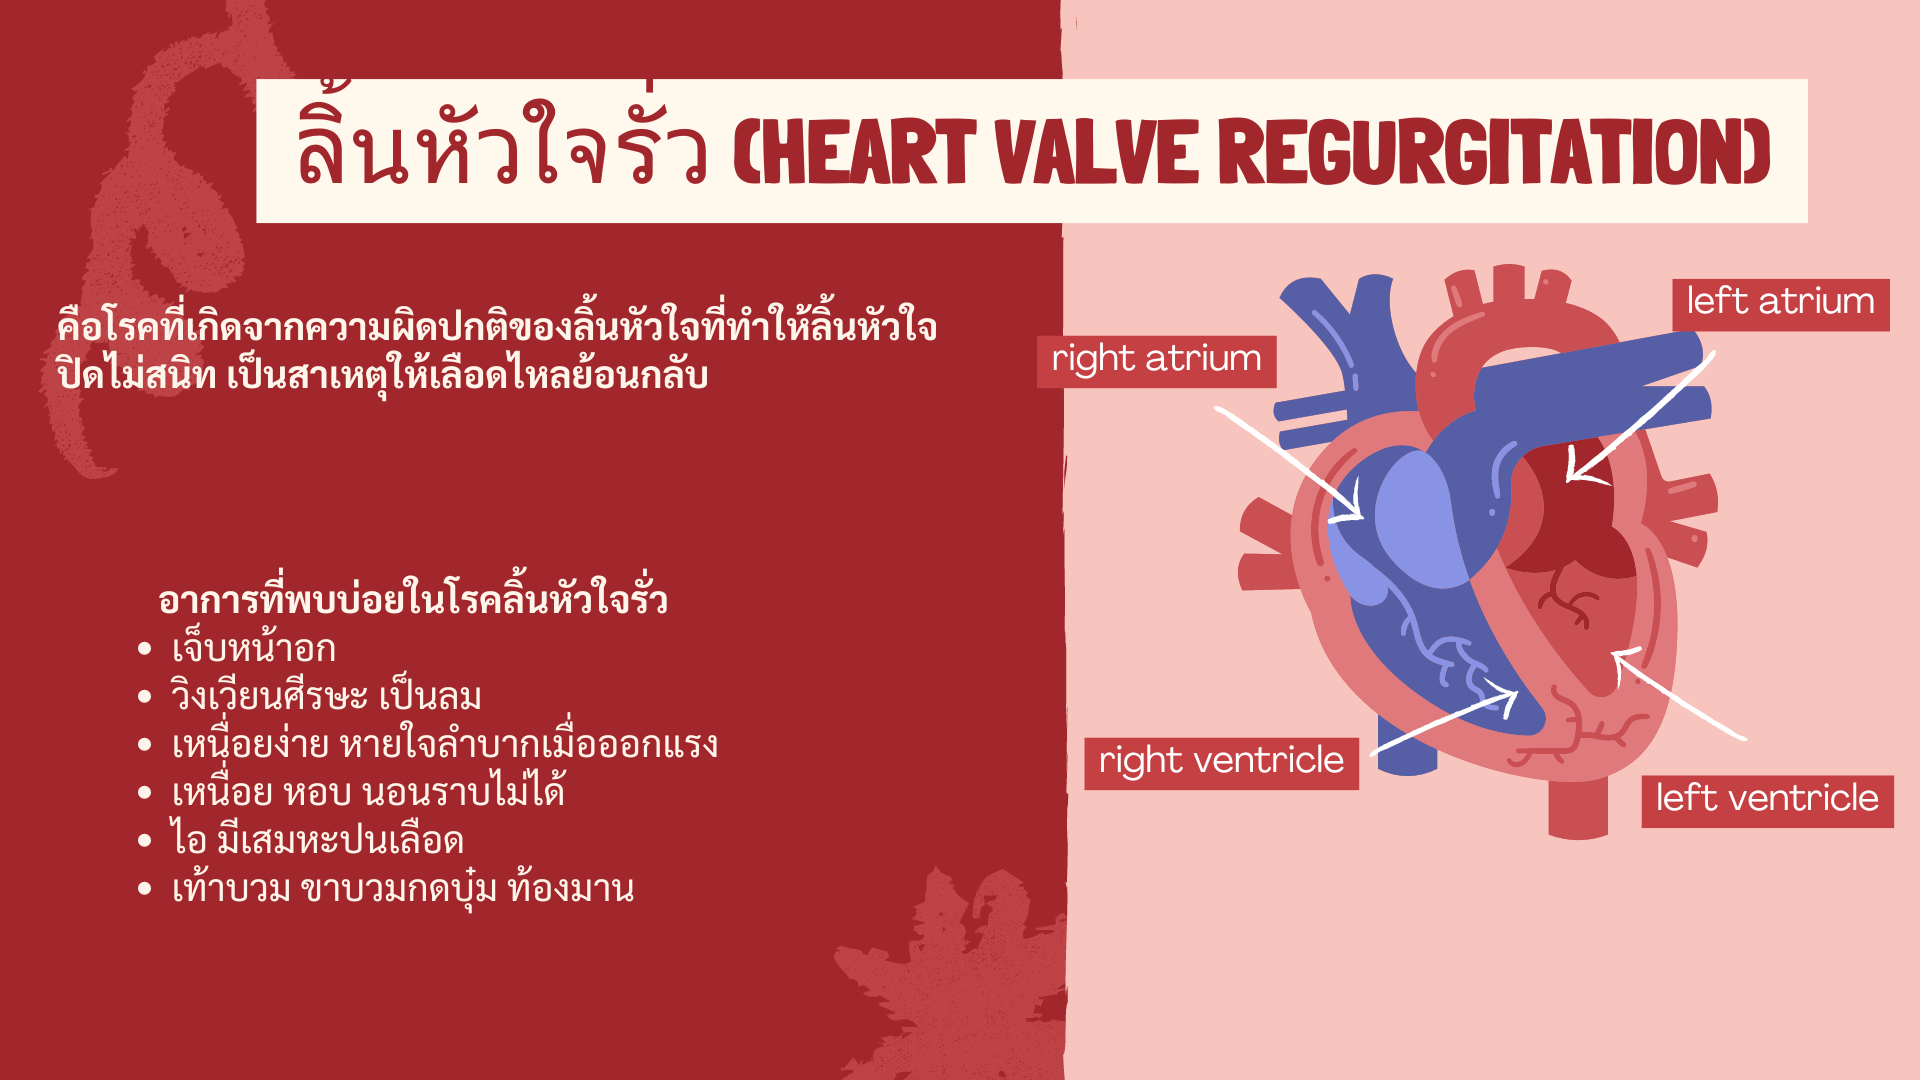 ลิ้นหัวใจรั่ว (HEART VALVE REGURGITATION)
คือโรคที่เกิดจากความผิดปกติของลิ้นหัวใจที่ทำให้ลิ้นหัวใจ
ปิดไม่สนิท เป็นสาเหตุให้เลือดไหลย้อนกลับ
อาการที่พบบ่อยในโรคลิ้นหัวใจรั่ว
• เจ็บหน้าอก
• วิงเวียนศีรษะ เป็นลม
• เหนื่อยง่าย หายใจลำบากเมื่อออกแรง
• เหนื่อย หอบ นอนราบไม่ได้
• ไอ มีเสมหะปนเลือด
• เท้าบวม ขาบวมกดบุ๋ม ท้องมาน
left atrium
right atrium
right ventricle
left ventricle